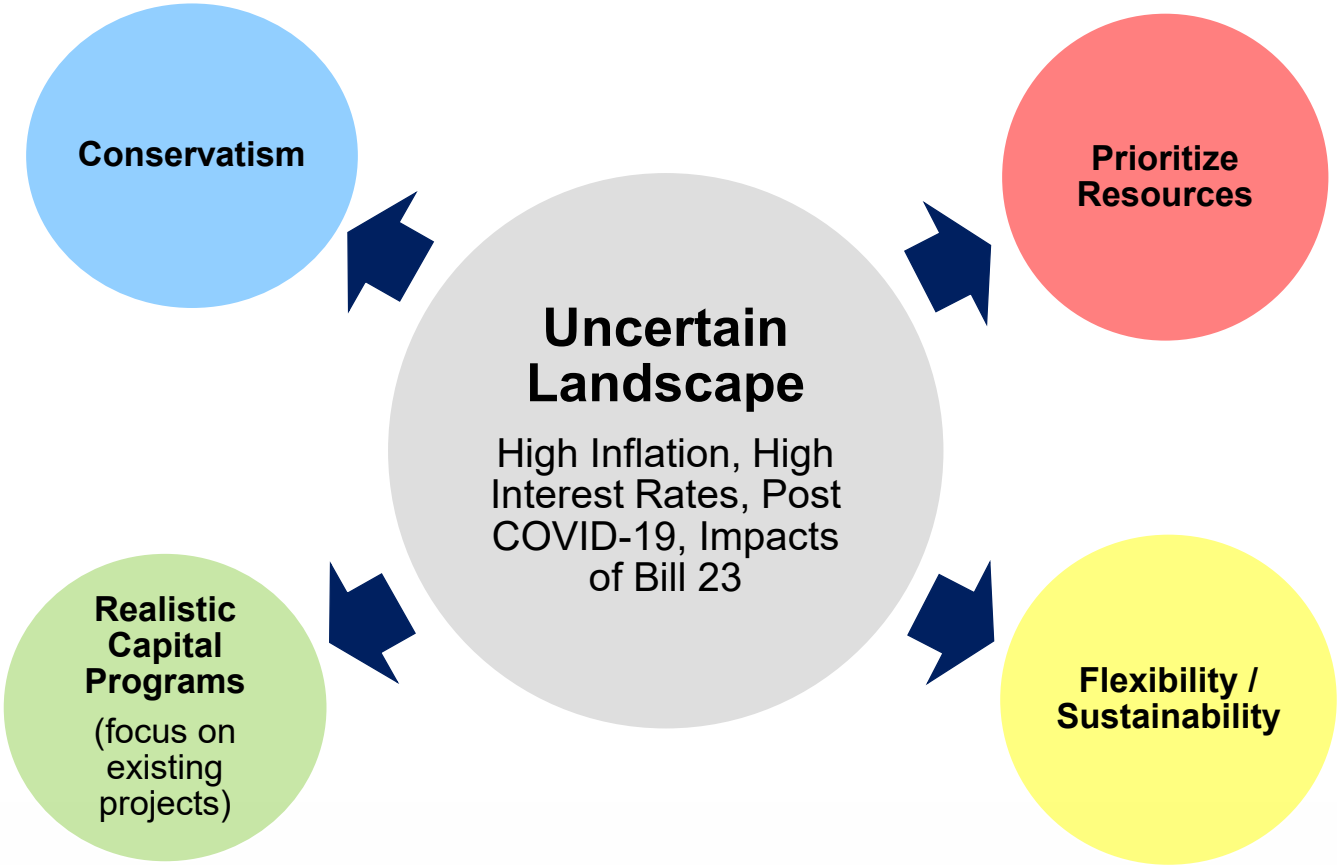 Conservatism
Prioritize
Resources
Uncertain
Landscape
High Inflation, High
Interest Rates, Post
COVID-19, Impacts
of Bill 23
Realistic
Capital
Programs
(focus on
existing
projects)
Flexibility /
Sustainability